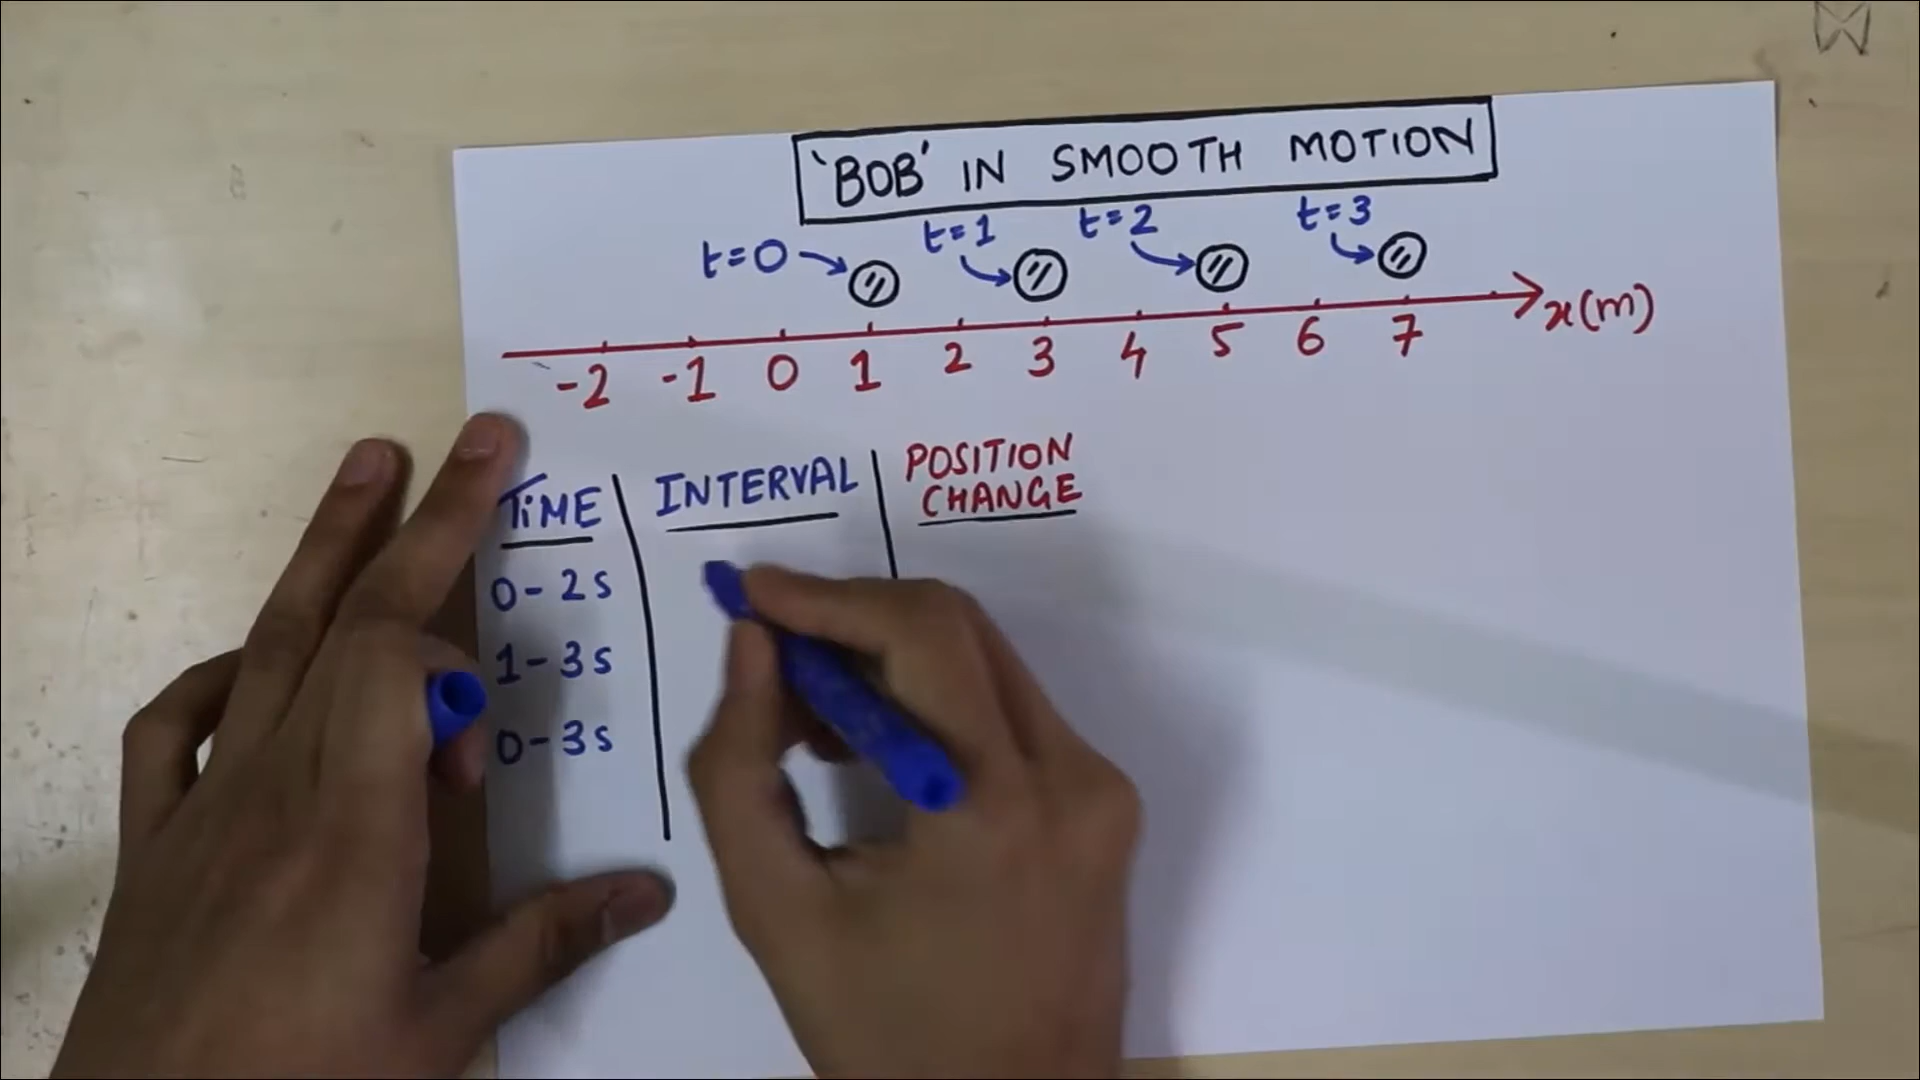 'BOB' IN SMOOTH MOTION
t=0 t=1 t=2 t=3
-2 -1 0 1 2 3 4 5 6 7 x(m)
TIME INTERVAL POSITION CHANGE
0-2s
1-3s
0-3s